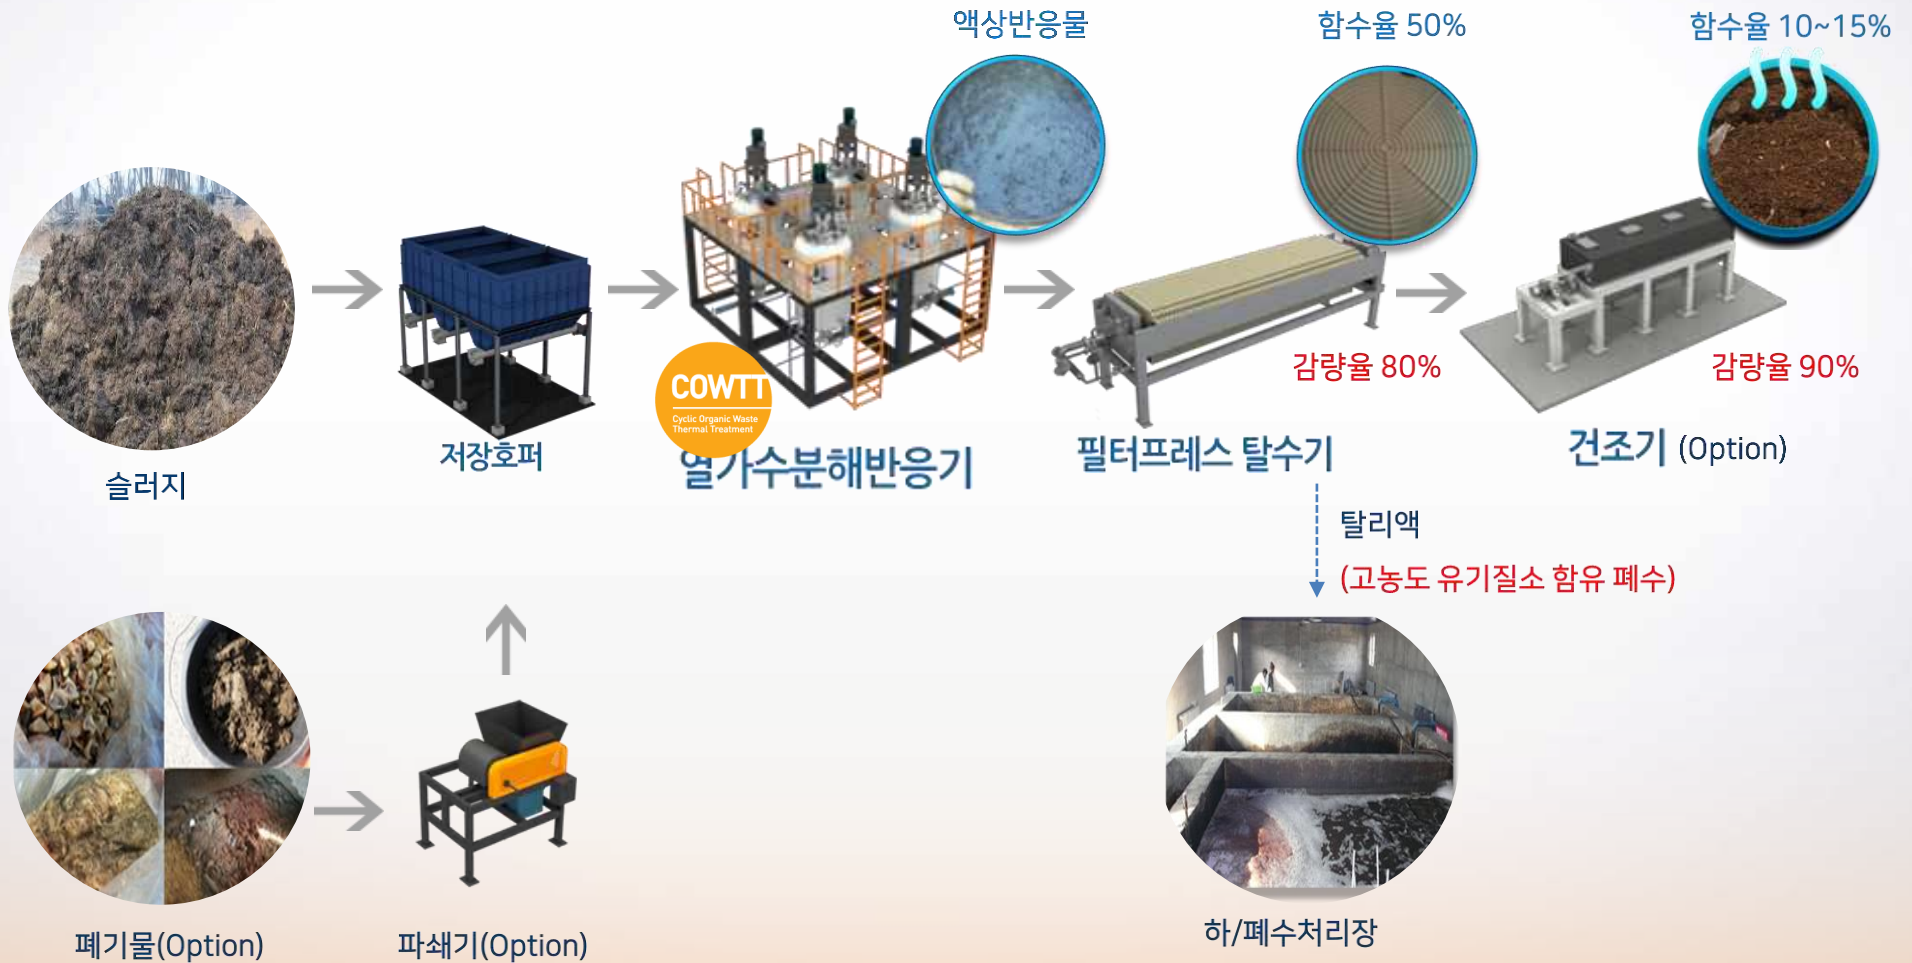 액상반응물
함수율 50%
함수율 10~15%
COWTT
Cyclic Organic Waste
Thermal Treatment
감량율 80%
감량율 90%
슬러지
저장호퍼
열가수분해반응기
필터프레스 탈수기
건조기 (Option)
탈리액
(고농도 유기질소 함유 폐수)
폐기물(Option)
파쇄기(Option)
하/폐수처리장